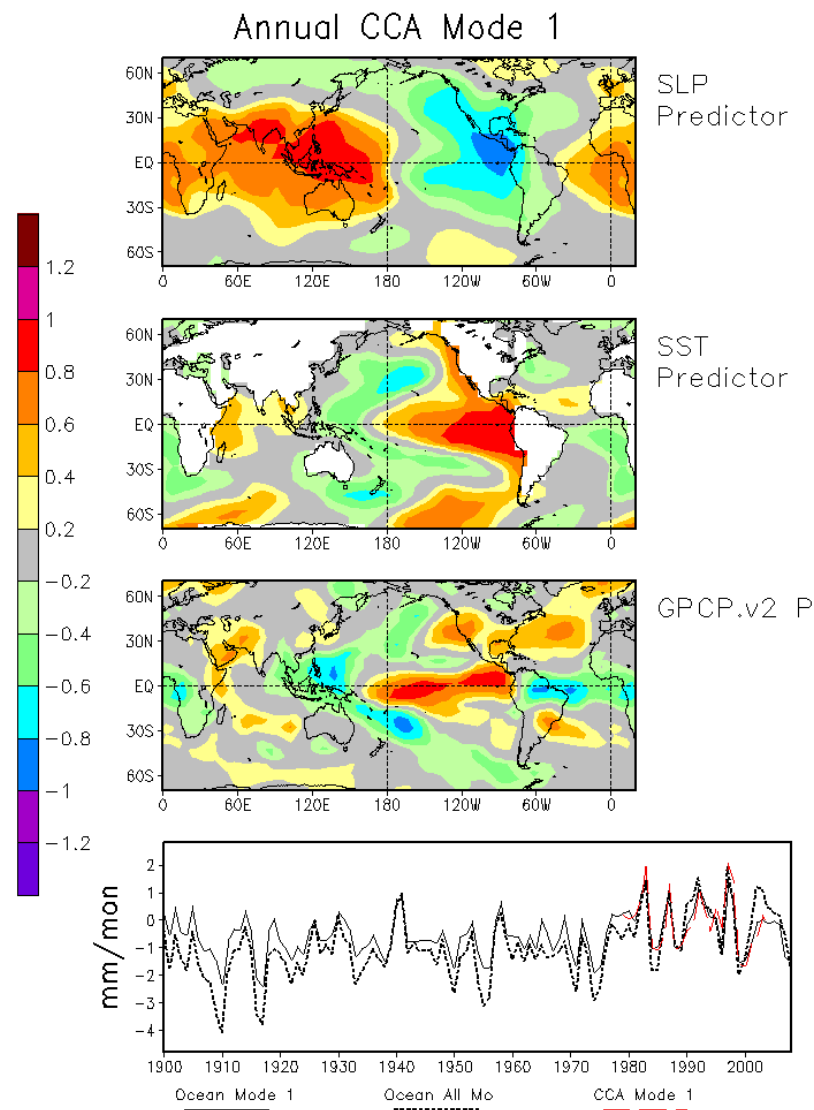 Annual CCA Mode 1
60N
30N
EQ
30S
60S
0 60E 120E 180 120W 60W 0
SLP
Predictor
1.2
1
0.8
0.6
0.4
0.2
−0.2
−0.4
−0.6
−0.8
−1
−1.2
60N
30N
EQ
30S
60S
0 60E 120E 180 120W 60W 0
SST
Predictor
60N
30N
EQ
30S
60S
0 60E 120E 180 120W 60W 0
GPCP.v2 P
mm/mon
2
1
0
−1
−2
−3
−4
1900 1910 1920 1930 1940 1950 1960 1970 1980 1990 2000
Ocean Mode 1 Ocean All Mo CCA Mode 1